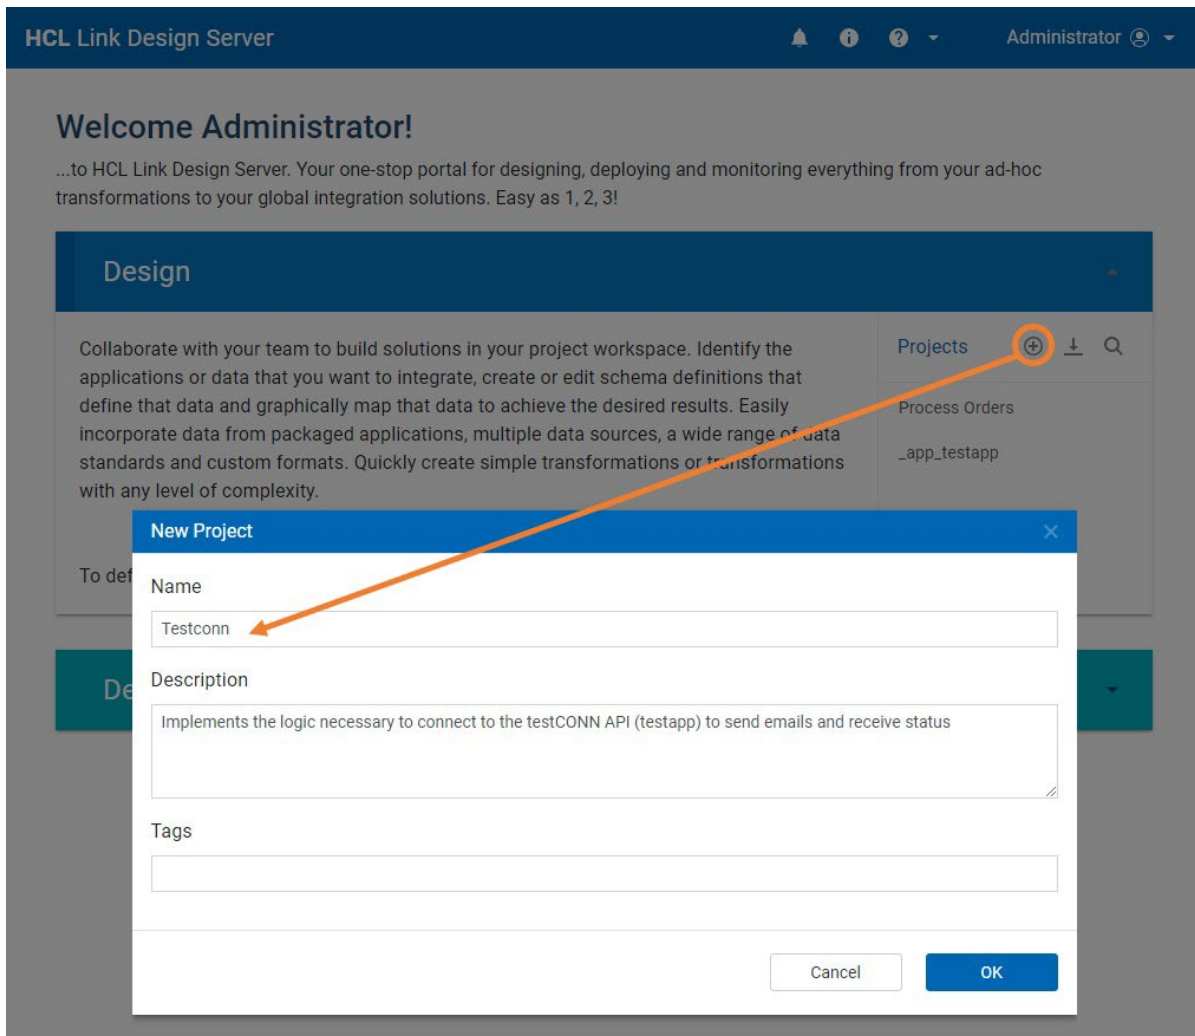 HCL Link Design Server
Administrator
Welcome Administrator!
...to HCL Link Design Server. Your one-stop portal for designing, deploying and monitoring everything from your ad-hoc
transformations to your global integration solutions. Easy as 1, 2, 3!
Design
Collaborate with your team to build solutions in your project workspace. Identify the
applications or data that you want to integrate, create or edit schema definitions that
define that data and graphically map that data to achieve the desired results. Easily
incorporate data from packaged applications, multiple data sources, a wide range of data
standards and custom formats. Quickly create simple transformations or transformations
with any level of complexity.
Projects
Process Orders
_app_testapp
To def
De
New Project
Name
Testconn
Description
Implements the logic necessary to connect to the testCONN API (testapp) to send emails and receive status
Tags
Cancel
OK